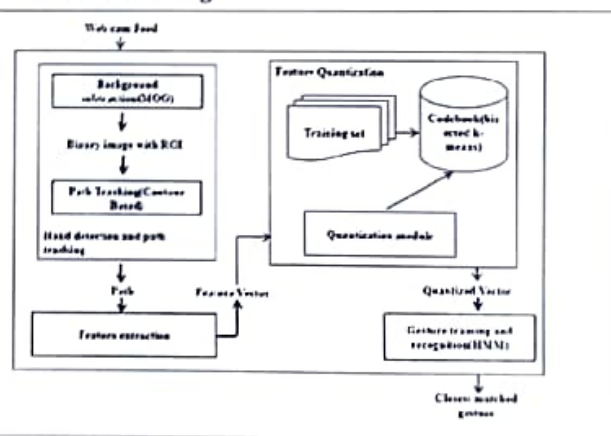 Web cam Feed
Background
subtraction(MOG)
Binary image with ROI
Path Tracking(Contour
Based)
Hand detection and path
tracking
Path
Feature extraction
Feature Vector
Feature Quantization
Training set
Codebook(bis
ected k-
means)
Quantization module
Quantized Vector
Gesture training and
recognition(HMM)
Closest matched
gesture